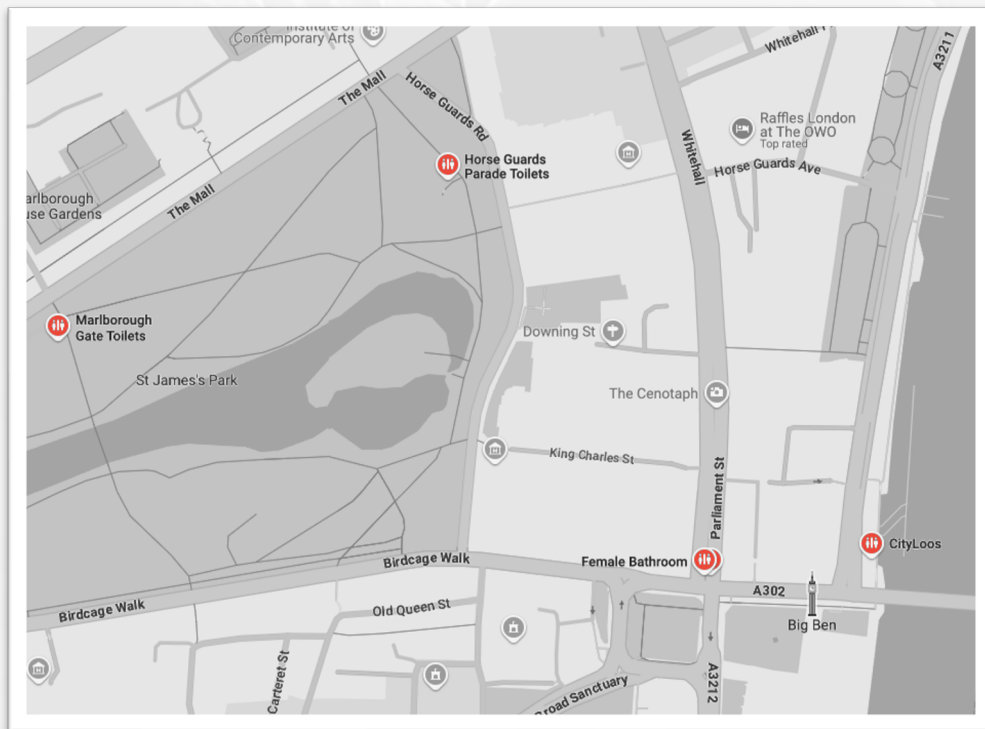 Institute of
Contemporary Arts
Whitehall
A3211
The Mall
Horse Guards Rd
Raffles London
at The OWO
Top rated
Whitehall
Horse Guards Ave
Horse Guards
Parade Toilets
arlborough
use Gardens
The Mall
Marlborough
Gate Toilets
Downing St
St James's Park
The Cenotaph
King Charles St
Parliament St
CityLoos
Birdcage Walk
Female Bathroom
A302
Birdcage Walk
Old Queen St
Big Ben
Carteret St
Broad Sanctuary
A3212